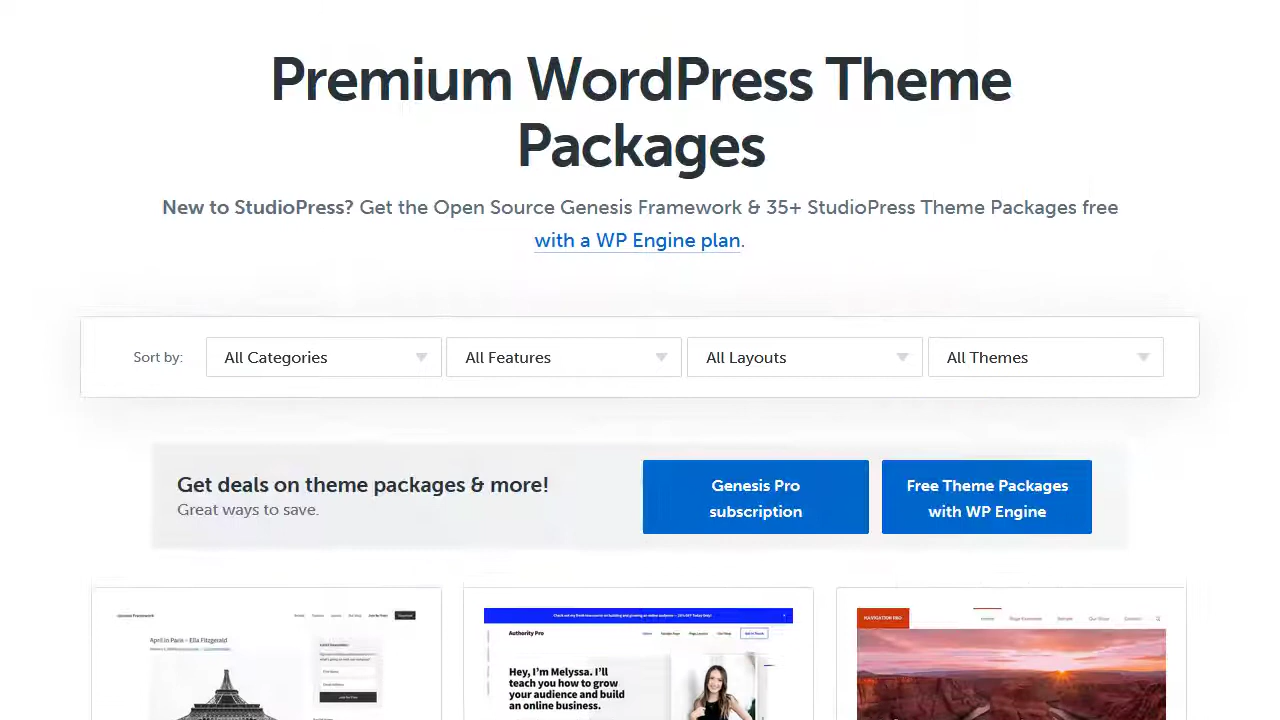 Premium WordPress Theme
Packages
New to StudioPress? Get the Open Source Genesis Framework & 35+ StudioPress Theme Packages free
with a WP Engine plan.
Sort by: All Categories All Features All Layouts All Themes
Get deals on theme packages & more!
Great ways to save.
Genesis Pro
subscription
Free Theme Packages
with WP Engine
April in Paris – Ella Fitzgerald
Authority Pro
Hey, I'm Melyssa. I'll
teach you how to grow
your audience and build
an online business.
NAVIGATION PRO